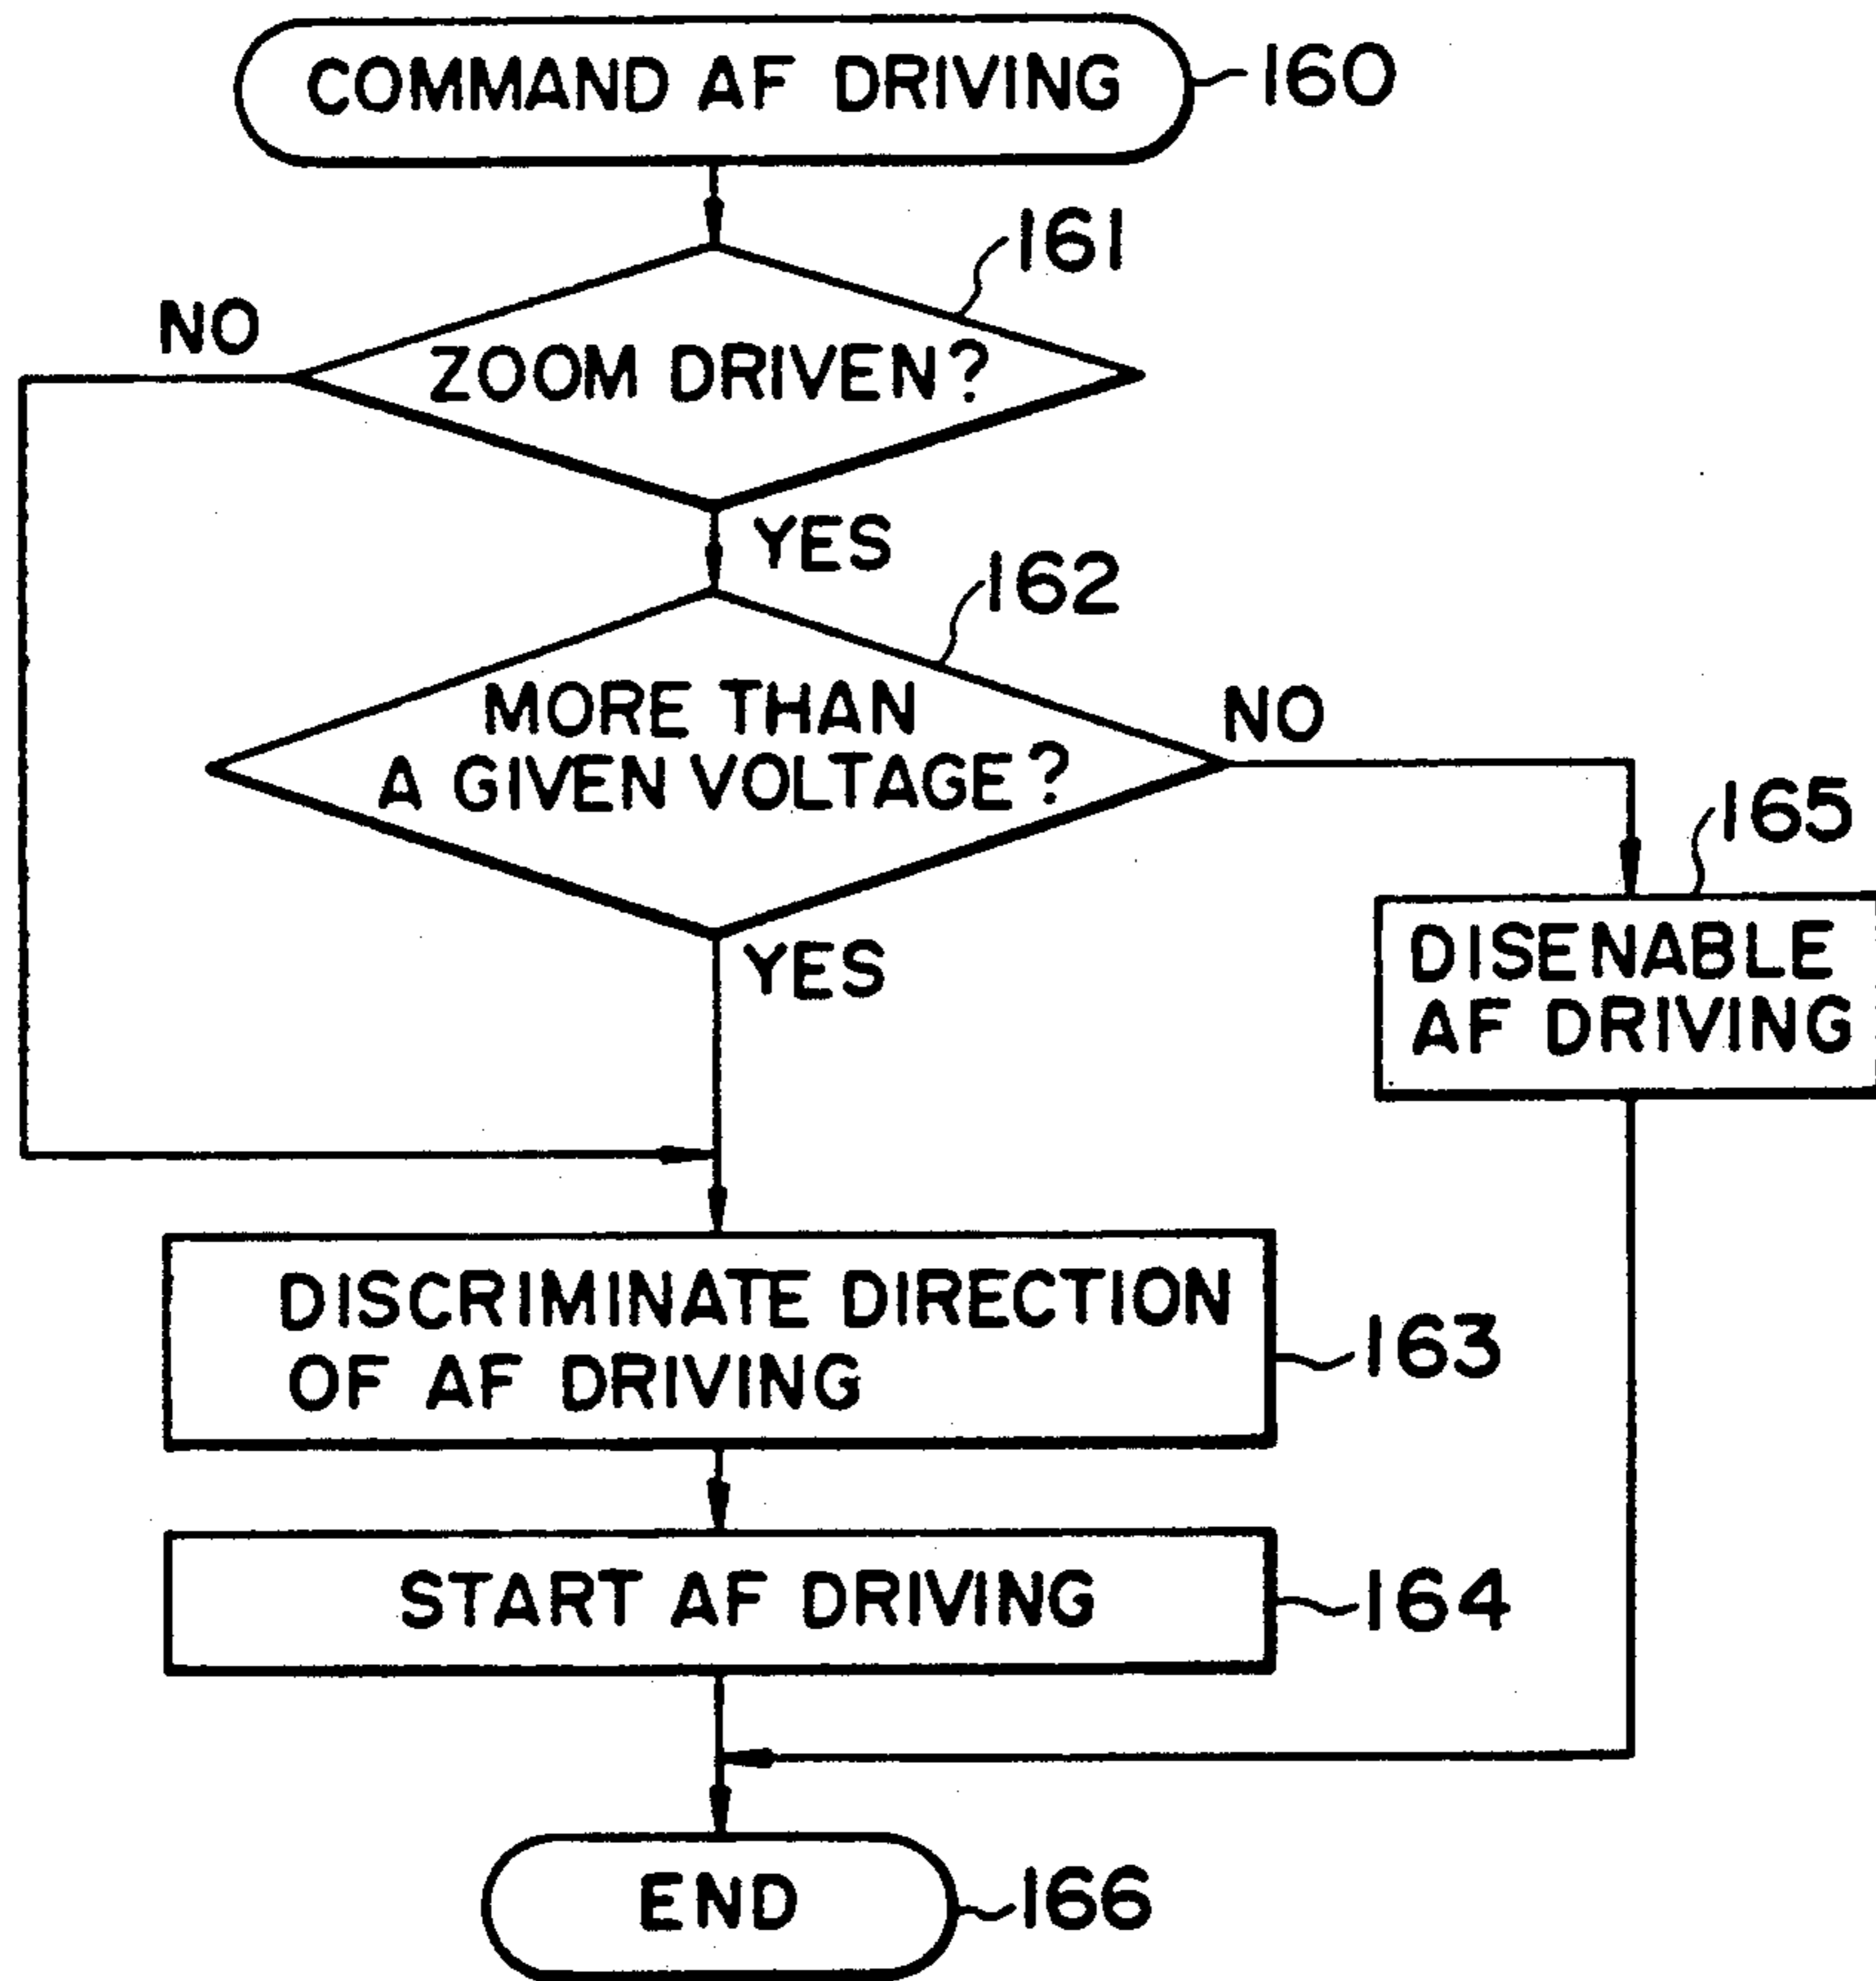 COMMAND AF DRIVING
160
161
NO
ZOOM DRIVEN?
YES
162
MORE THAN
A GIVEN VOLTAGE?
NO
165
YES
DISENABLE
AF DRIVING
DISCRIMINATE DIRECTION
OF AF DRIVING
163
START AF DRIVING
164
END
166